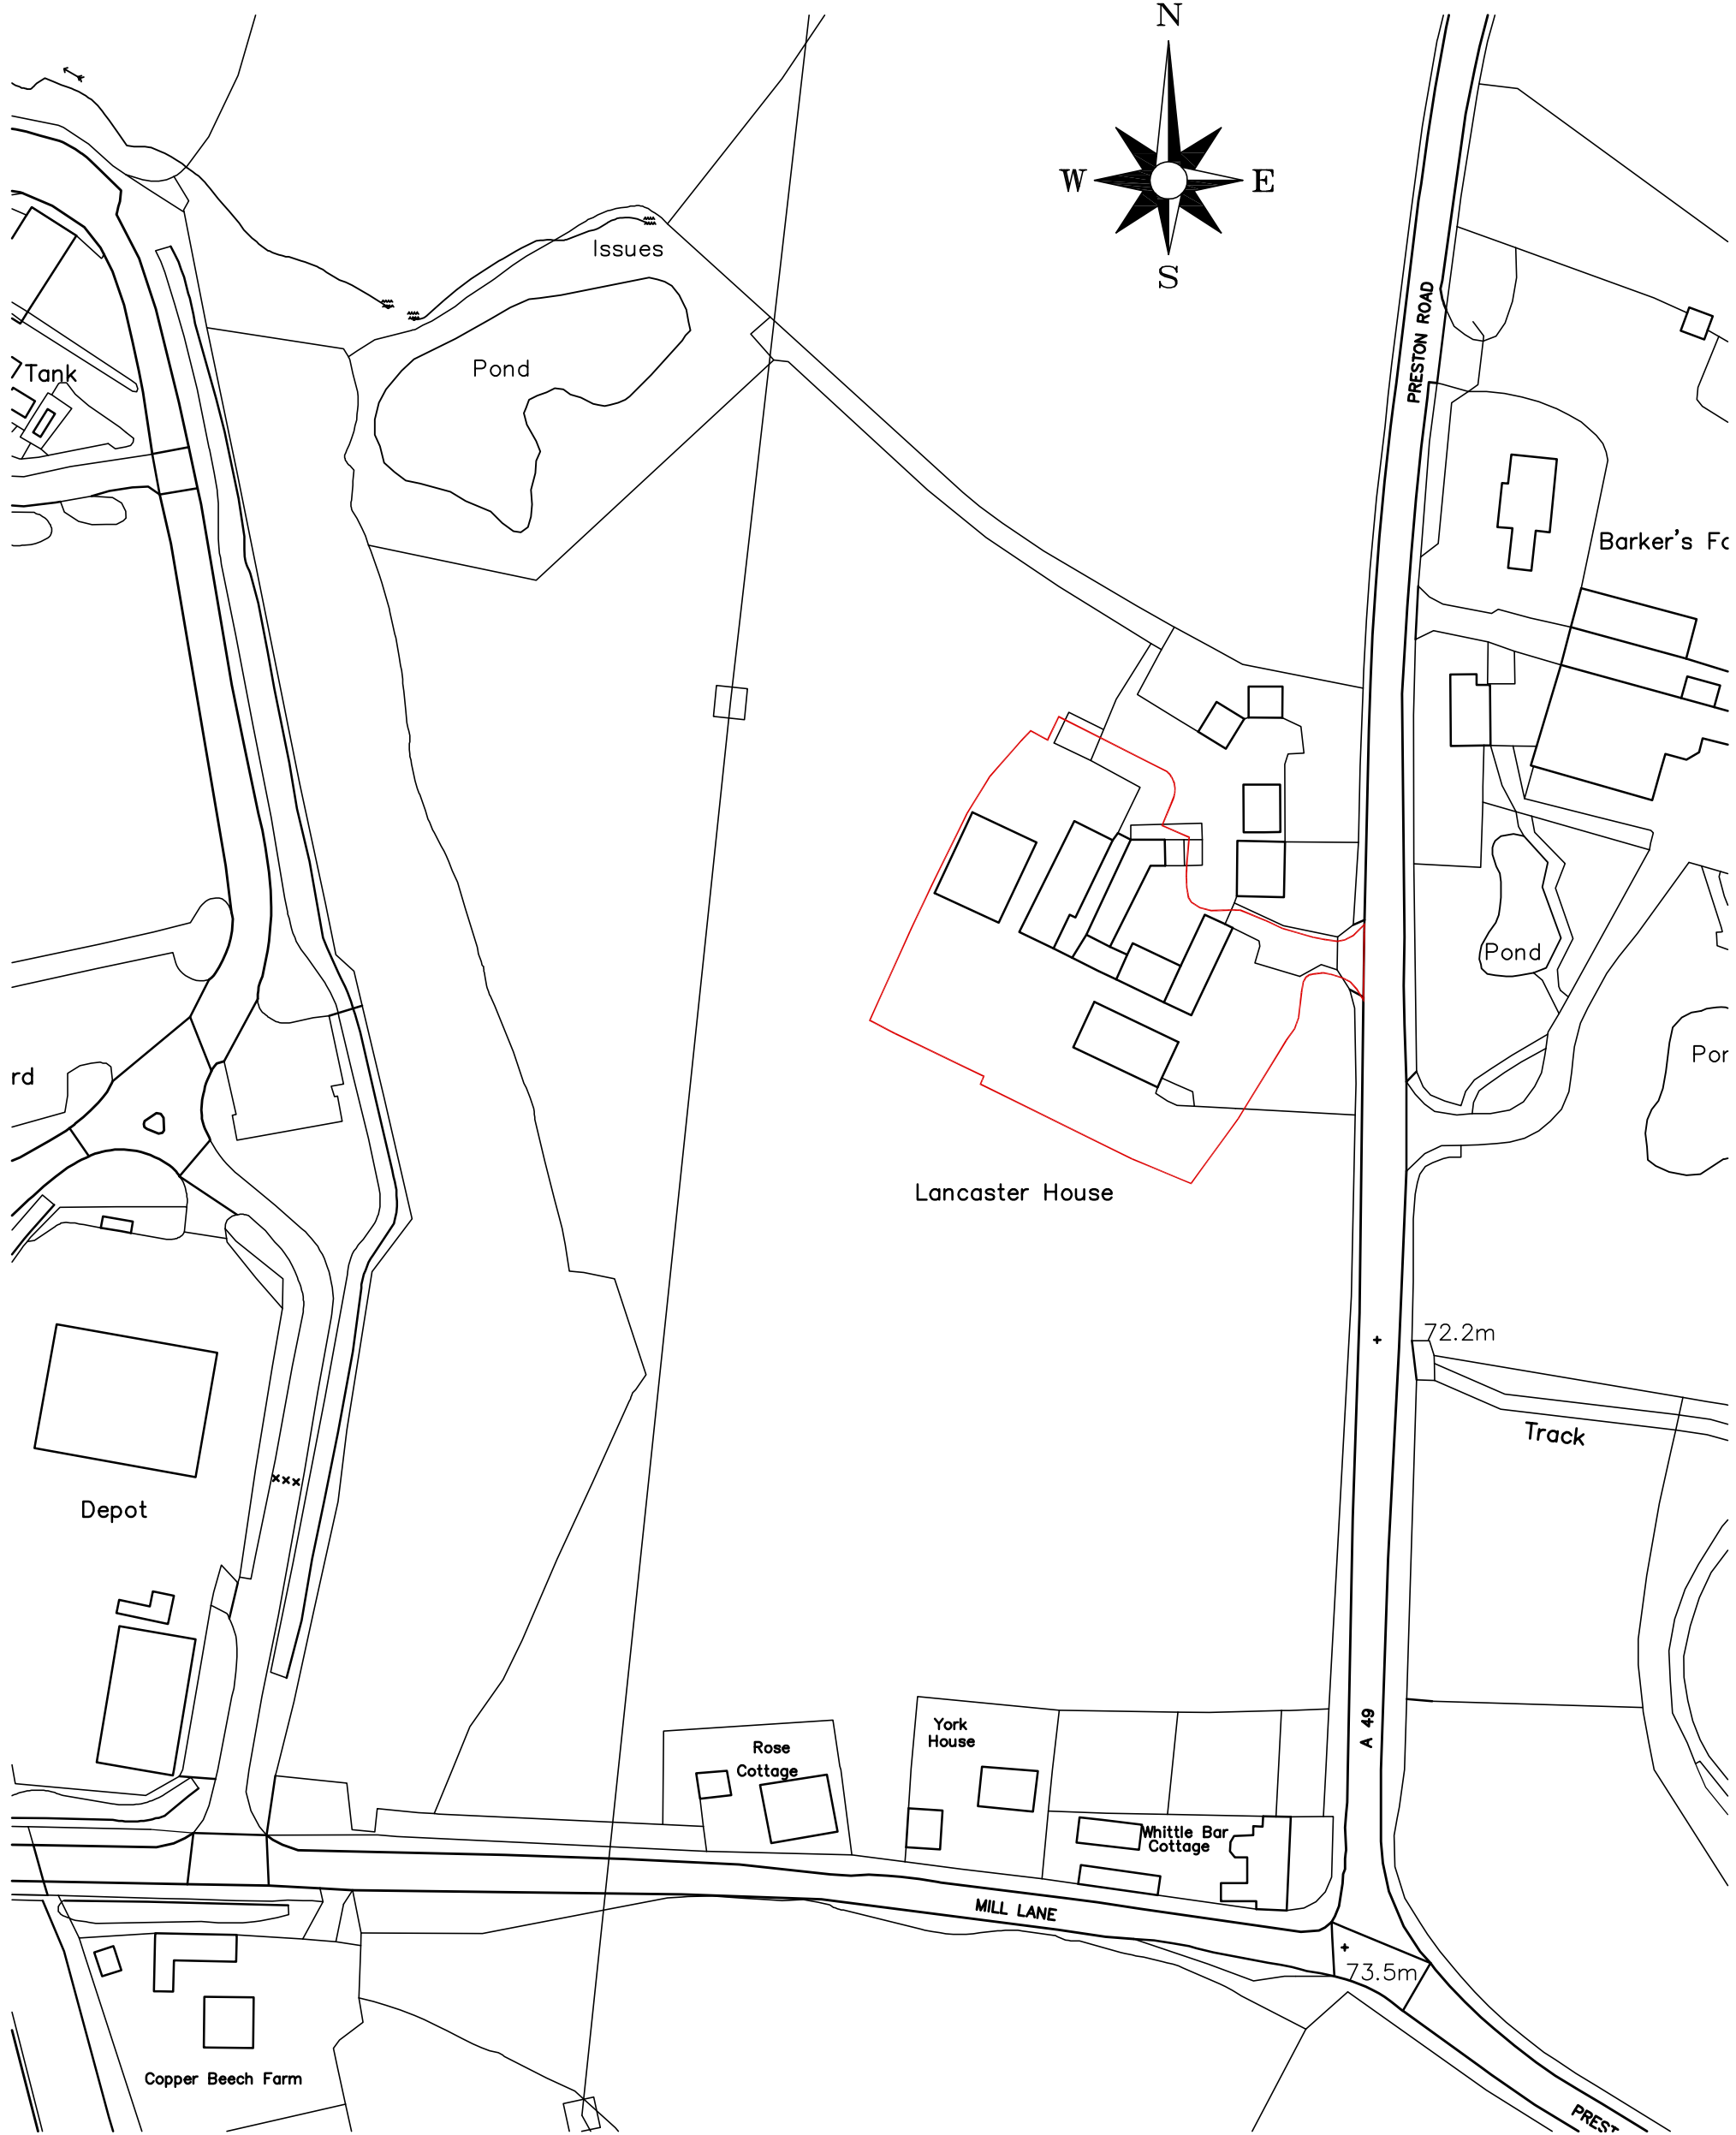 N
W
E
S
Issues
PRESTON ROAD
Pond
Tank
Barker's Fa
Pond
rd
Por
Lancaster House
72.2m
Track
Depot
A 49
York
House
Rose
Cottage
Whittle Bar
Cottage
MILL LANE
73.5m
Copper Beech Farm
PREST